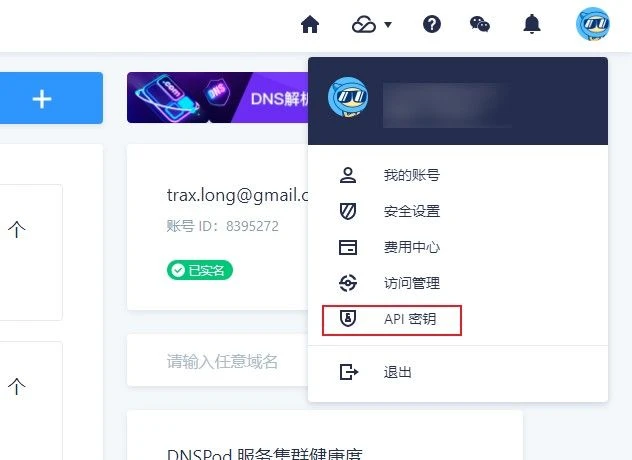 DNS解析
.com
DNS
trax.long@gmail.c
账号 ID：8395272
已实名
请输入任意域名
DNSPod 服务集群健康度
个
个
我的账号
安全设置
费用中心
访问管理
API 密钥
退出